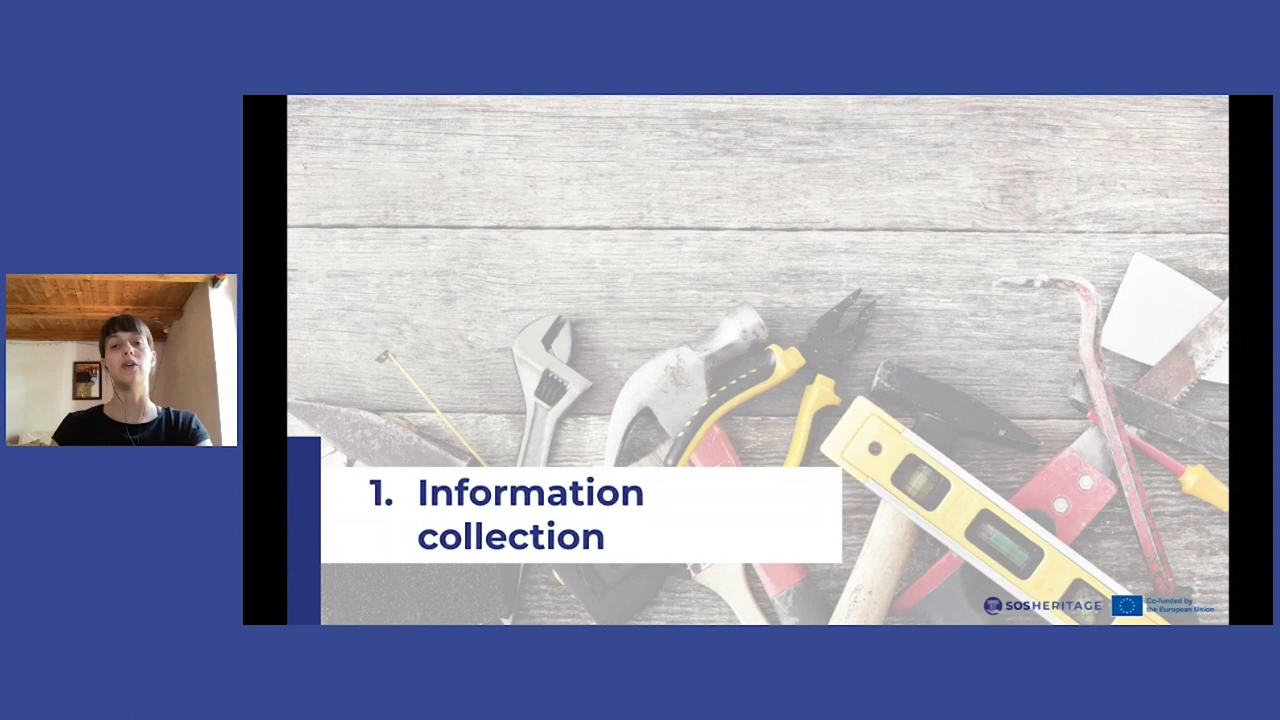 1. Information
collection
SOSHERITAGE
Co-funded by
the European Union